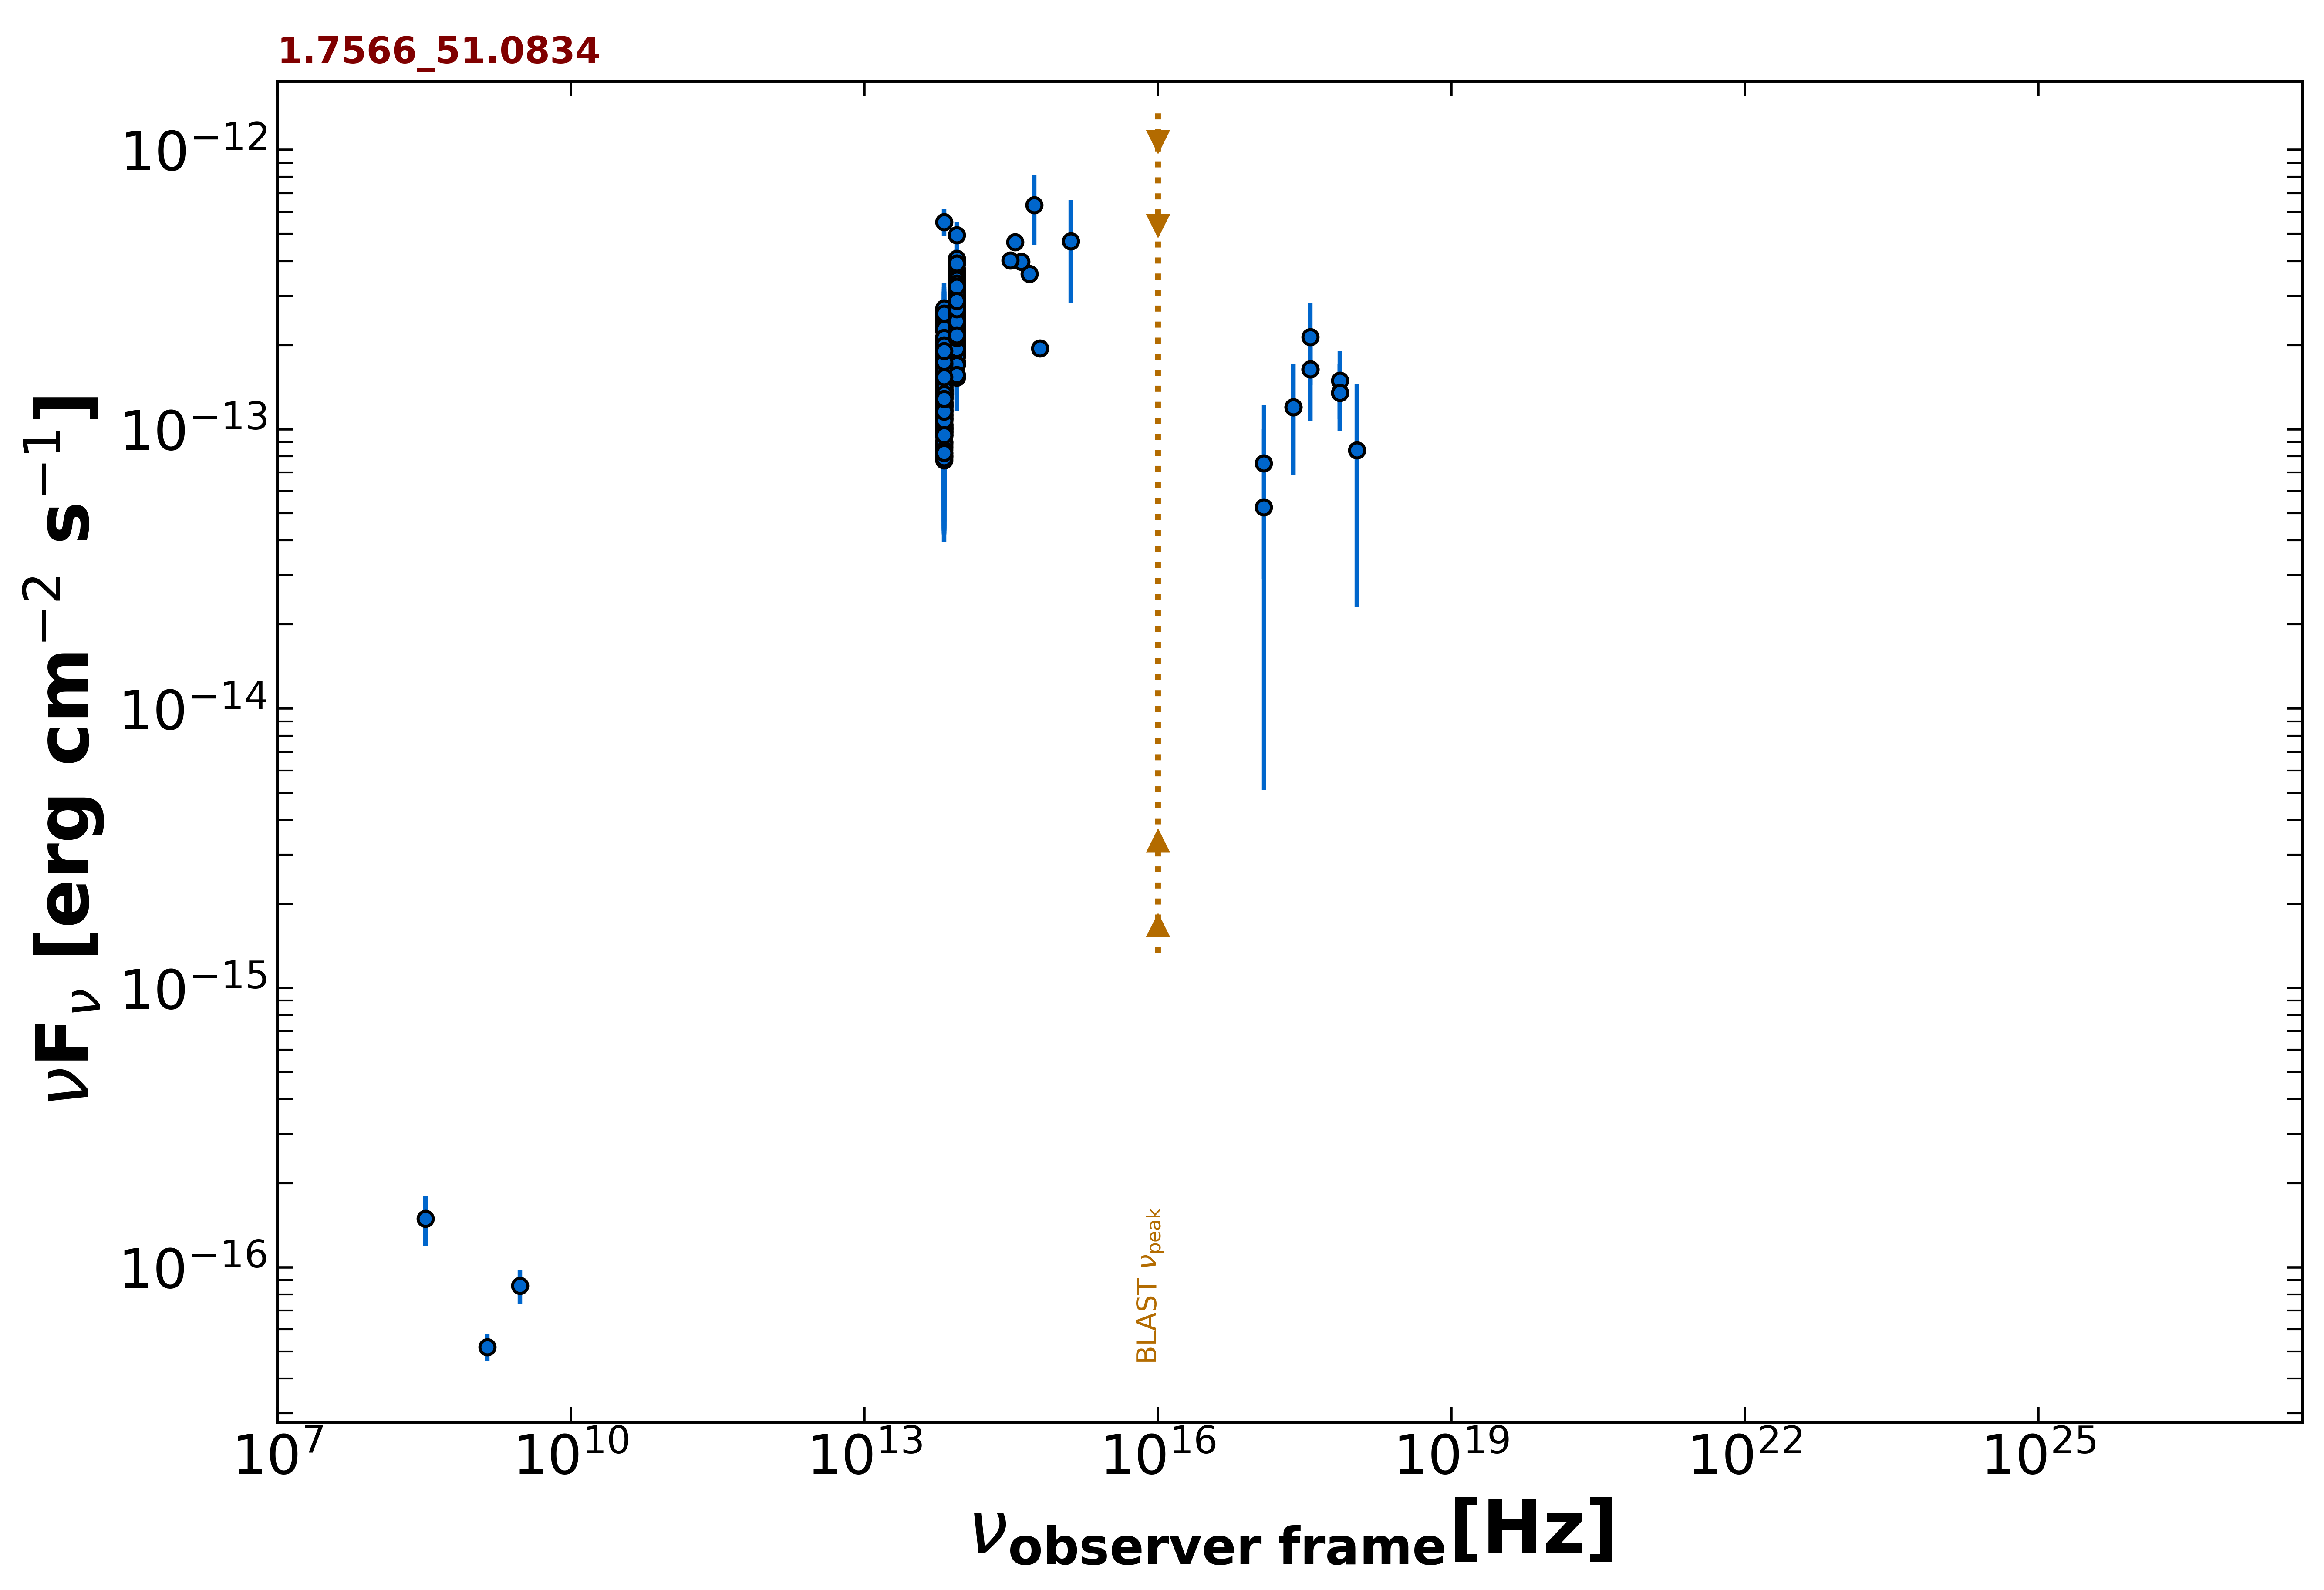 1.7566_51.0834
10⁻¹²
10⁻¹³
10⁻¹⁴
10⁻¹⁵
10⁻¹⁶
νFν [erg cm⁻² s⁻¹]
BLAST νpeak
10⁷ 10¹⁰ 10¹³ 10¹⁶ 10¹⁹ 10²² 10²⁵
νobserver frame[Hz]